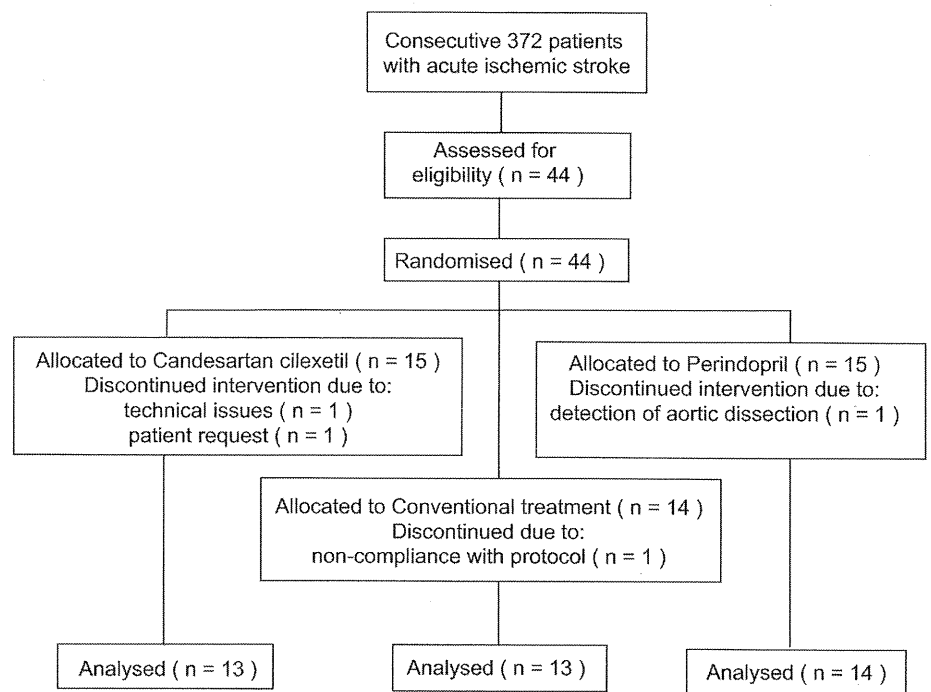 Consecutive 372 patients
with acute ischemic stroke
Assessed for
eligibility ( n = 44 )
Randomised ( n = 44 )
Allocated to Candesartan cilexetil ( n = 15 )
Discontinued intervention due to:
technical issues ( n = 1 )
patient request ( n = 1 )
Allocated to Perindopril ( n = 15 )
Discontinued intervention due to:
detection of aortic dissection ( n = 1 )
Allocated to Conventional treatment ( n = 14 )
Discontinued due to:
non-compliance with protocol ( n = 1 )
Analysed ( n = 13 )
Analysed ( n = 13 )
Analysed ( n = 14 )